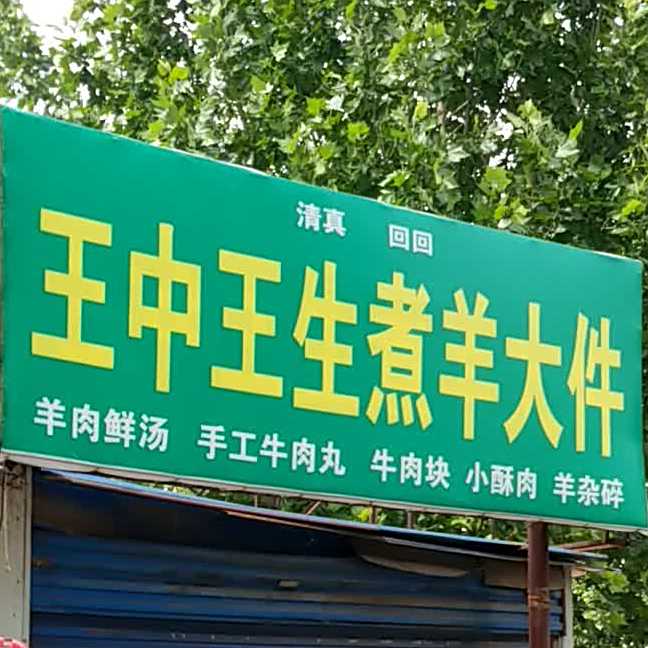 清真 回回
王中王生煮羊大件
羊肉鲜汤 手工牛肉丸 牛肉块 小酥肉 羊杂碎